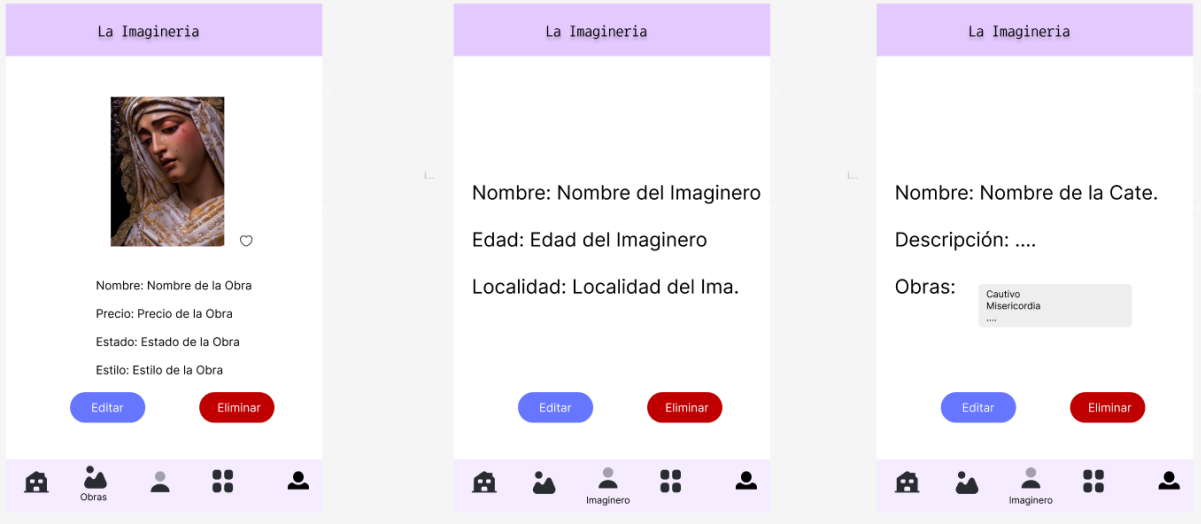 La Imagineria
Nombre: Nombre de la Obra
Precio: Precio de la Obra
Estado: Estado de la Obra
Estilo: Estilo de la Obra
Editar
Eliminar
Obras
La Imagineria
i...
Nombre: Nombre del Imaginero
Edad: Edad del Imaginero
Localidad: Localidad del Ima.
Editar
Eliminar
Imaginero
La Imagineria
i...
Nombre: Nombre de la Cate.
Descripción: ....
Obras:
Cautivo
Misericordia
....
Editar
Eliminar
Imaginero